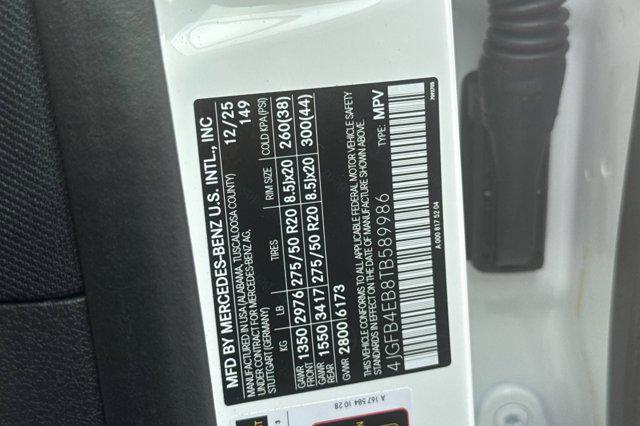 MFD BY MERCEDES-BENZ U.S. INTL., INC
MANUFACTURED IN USA (ALABAMA, TUSCALOOSA COUNTY) 12/25
UNDER CONTRACT FOR MERCEDES-BENZ AG, 149
STUTTGART (GERMANY)
KG LB TIRES RIM SIZE COLD KPA (PSI)
GAWR FRONT 1350 2976 275/50 R20 8.5Jx20 260(38)
GAWR REAR 1550 3417 275/50 R20 8.5Jx20 300(44)
GVWR 2800 6173
THIS VEHICLE CONFORMS TO ALL APPLICABLE FEDERAL MOTOR VEHICLE SAFETY
STANDARDS IN EFFECT ON THE DATE OF MANUFACTURE SHOWN ABOVE.
TYPE: MPV
4JGFB4EB8TB589986
A 000 817 52 04
A 167 584 10 28